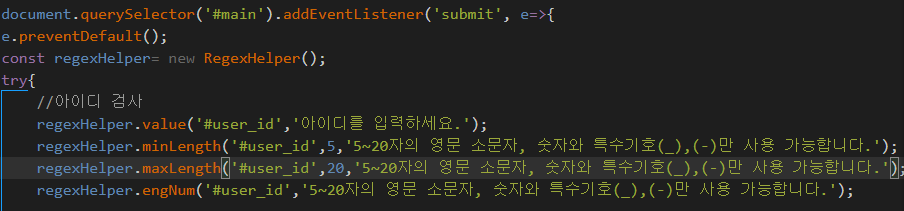 document.querySelector('#main').addEventListener('submit', e=>{
e.preventDefault();
const regexHelper= new RegexHelper();
try{
//아이디 검사
regexHelper.value('#user_id','아이디를 입력하세요.');
regexHelper.minLength('#user_id',5,'5~20자의 영문 소문자, 숫자와 특수기호(_),(-)만 사용 가능합니다.');
regexHelper.maxLength('#user_id',20,'5~20자의 영문 소문자, 숫자와 특수기호(_),(-)만 사용 가능합니다.');
regexHelper.engNum('#user_id','5~20자의 영문 소문자, 숫자와 특수기호(_),(-)만 사용 가능합니다.');